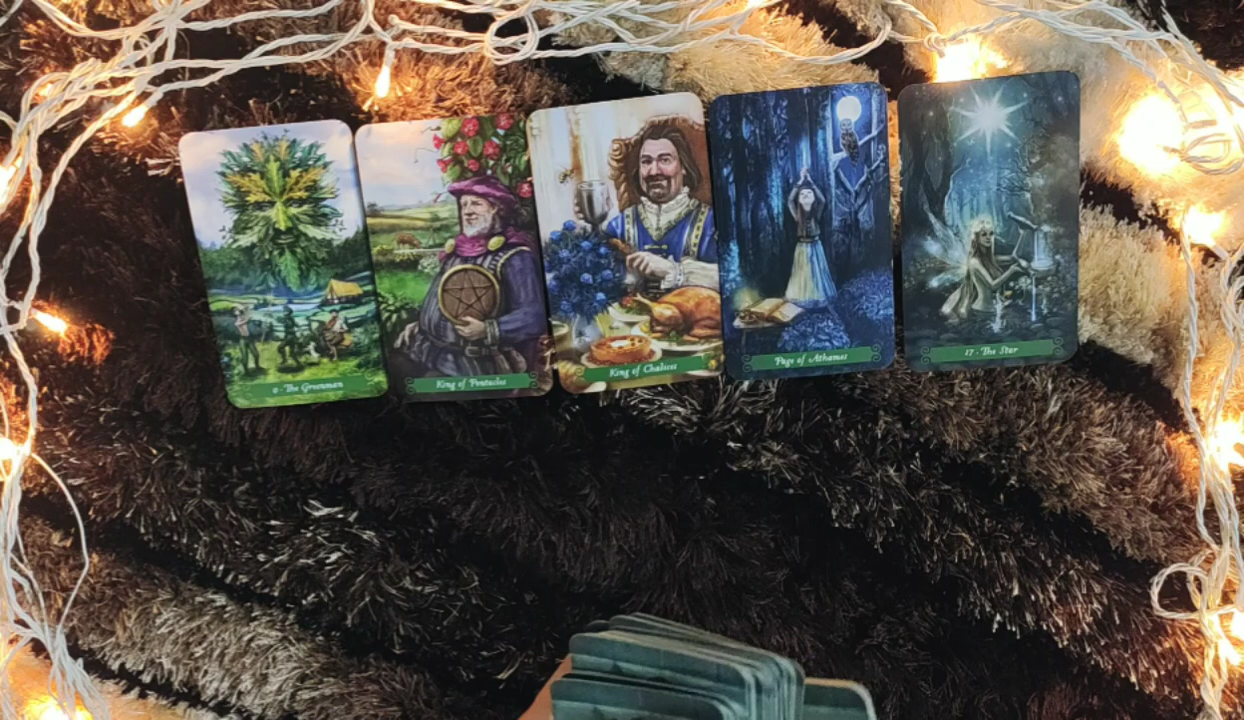 0 · The Greenman
King of Pentacles
King of Chalices
Page of Athames
17 · The Star